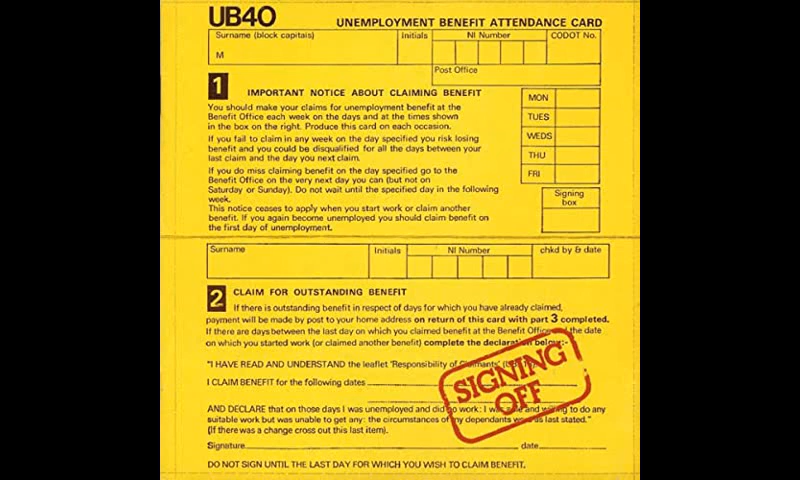 UB40 UNEMPLOYMENT BENEFIT ATTENDANCE CARD
Surname (block capitals) Initials NI Number CODOT No.
M
Post Office
1 IMPORTANT NOTICE ABOUT CLAIMING BENEFIT
You should make your claims for unemployment benefit at the
Benefit Office each week on the days and at the times shown
in the box on the right. Produce this card on each occasion.
If you fail to claim in any week on the day specified you risk losing
benefit and you could be disqualified for all the days between your
last claim and the day you next claim.
If you do miss claiming benefit on the day specified go to the
Benefit Office on the very next day you can (but not on
Saturday or Sunday). Do not wait until the specified day in the following
week.
This notice ceases to apply when you start work or claim another
benefit. If you again become unemployed you should claim benefit on
the first day of unemployment.
MON
TUES
WEDS
THU
FRI
Signing
box
Surname Initials NI Number chkd by & date
2 CLAIM FOR OUTSTANDING BENEFIT
If there is outstanding benefit in respect of days for which you have already claimed,
payment will be made by post to your home address on return of this card with part 3 completed.
If there are days between the last day on which you claimed benefit at the Benefit Office the date
on which you started work (or claimed another benefit) complete the declaration below:-
"I HAVE READ AND UNDERSTAND the leaflet 'Responsibility of Claimants'
I CLAIM BENEFIT for the following dates
AND DECLARE that on those days I was unemployed and did no work: I was and to do any
suitable work but was unable to get any: the circumstances of my dependants as last stated."
(If there was a change cross out this last item).
Signature date
DO NOT SIGN UNTIL THE LAST DAY FOR WHICH YOU WISH TO CLAIM BENEFIT.
SIGNING
OFF